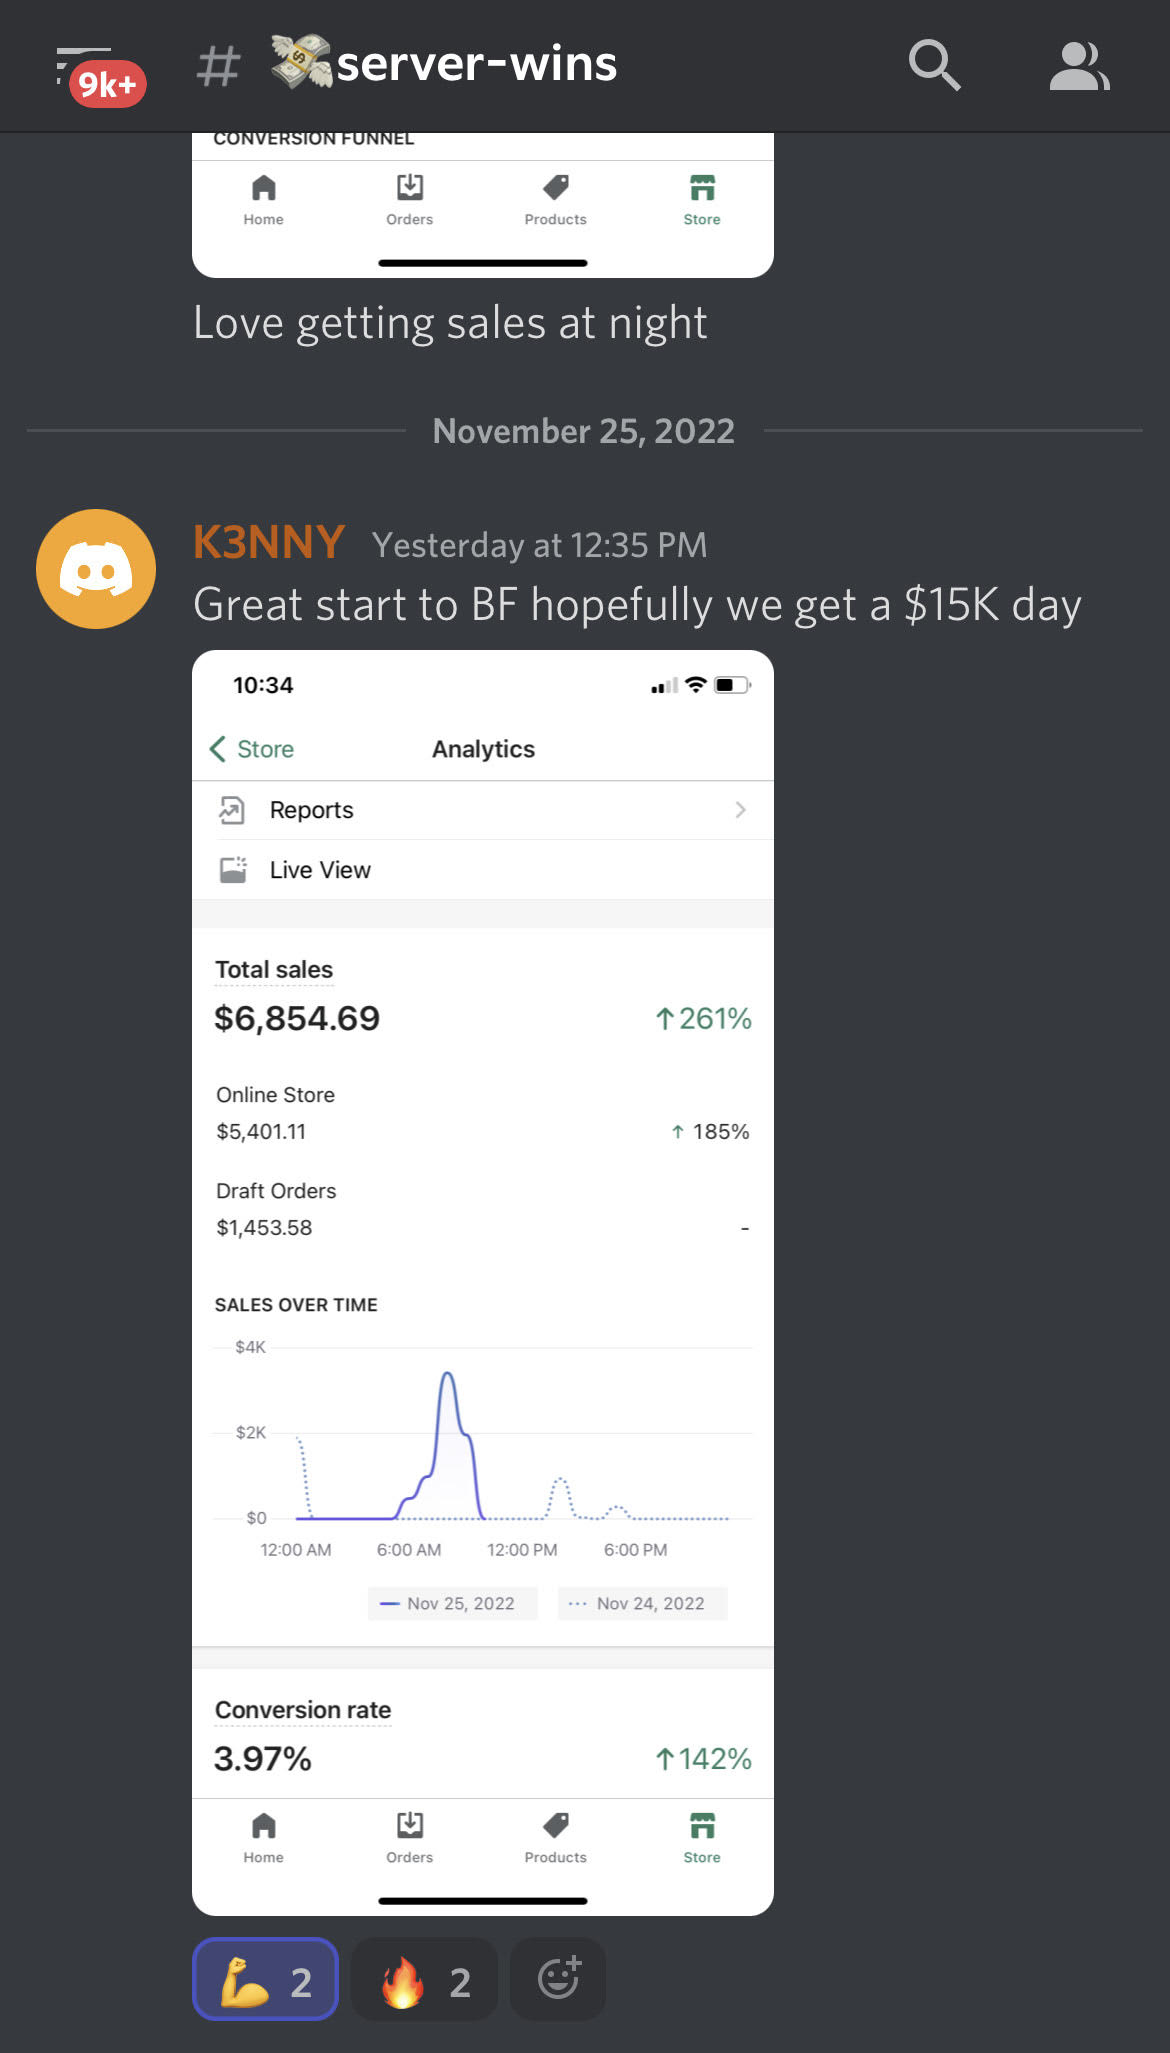 9k+
# 💸server-wins
CONVERSION FUNNEL
Home Orders Products Store
Love getting sales at night
November 25, 2022
K3NNY Yesterday at 12:35 PM
Great start to BF hopefully we get a $15K day
10:34
Store Analytics
Reports
Live View
Total sales
$6,854.69 ↑261%
Online Store
$5,401.11 ↑ 185%
Draft Orders
$1,453.58 -
SALES OVER TIME
$4K
$2K
$0
12:00 AM 6:00 AM 12:00 PM 6:00 PM
Nov 25, 2022 Nov 24, 2022
Conversion rate
3.97% ↑142%
Home Orders Products Store
💪 2 🔥 2